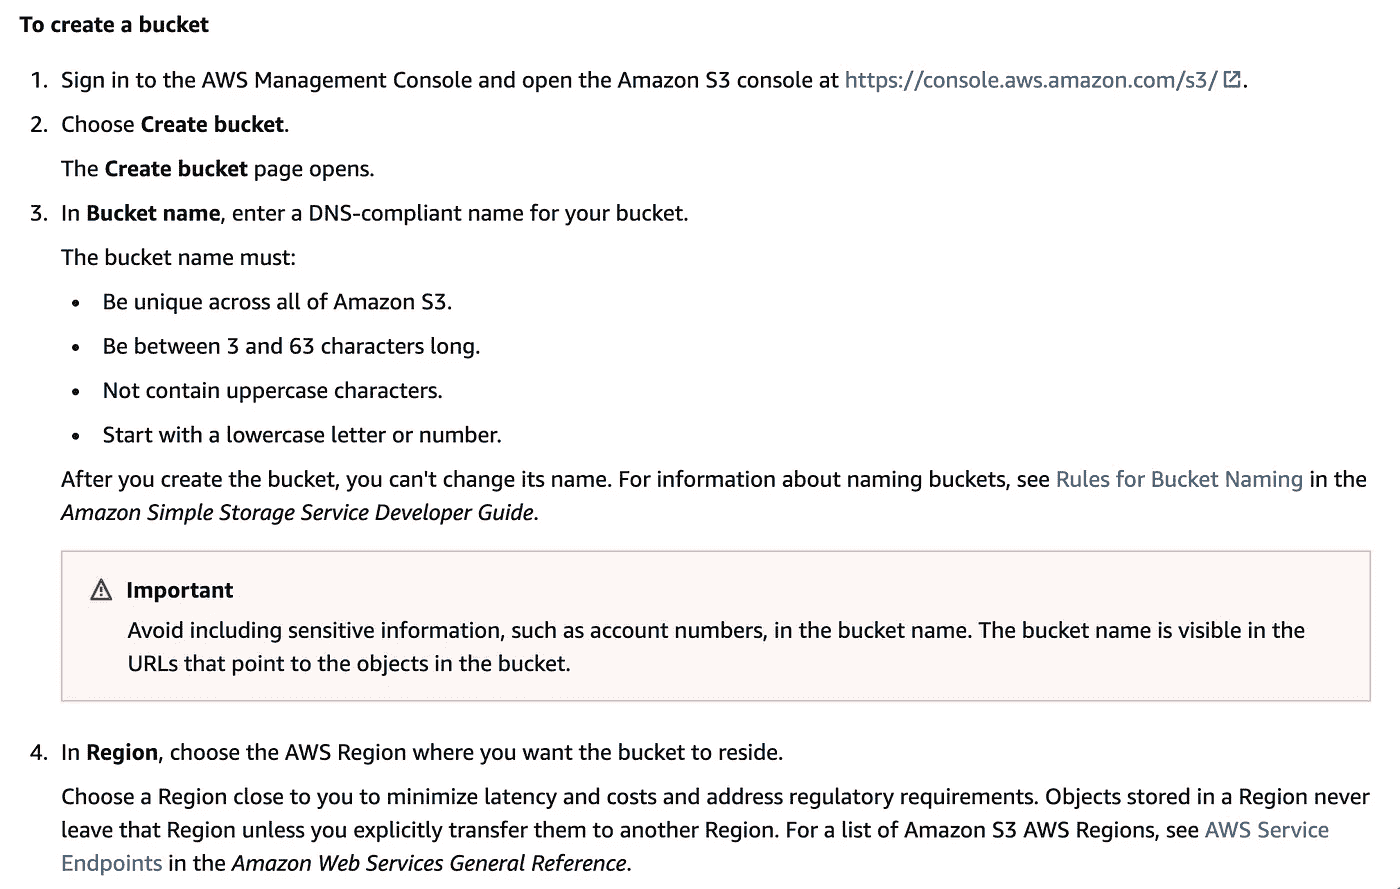 To create a bucket
1. Sign in to the AWS Management Console and open the Amazon S3 console at https://console.aws.amazon.com/s3/.
2. Choose Create bucket.
The Create bucket page opens.
3. In Bucket name, enter a DNS-compliant name for your bucket.
The bucket name must:
• Be unique across all of Amazon S3.
• Be between 3 and 63 characters long.
• Not contain uppercase characters.
• Start with a lowercase letter or number.
After you create the bucket, you can't change its name. For information about naming buckets, see Rules for Bucket Naming in the
Amazon Simple Storage Service Developer Guide.
Important
Avoid including sensitive information, such as account numbers, in the bucket name. The bucket name is visible in the
URLs that point to the objects in the bucket.
4. In Region, choose the AWS Region where you want the bucket to reside.
Choose a Region close to you to minimize latency and costs and address regulatory requirements. Objects stored in a Region never
leave that Region unless you explicitly transfer them to another Region. For a list of Amazon S3 AWS Regions, see AWS Service
Endpoints in the Amazon Web Services General Reference.